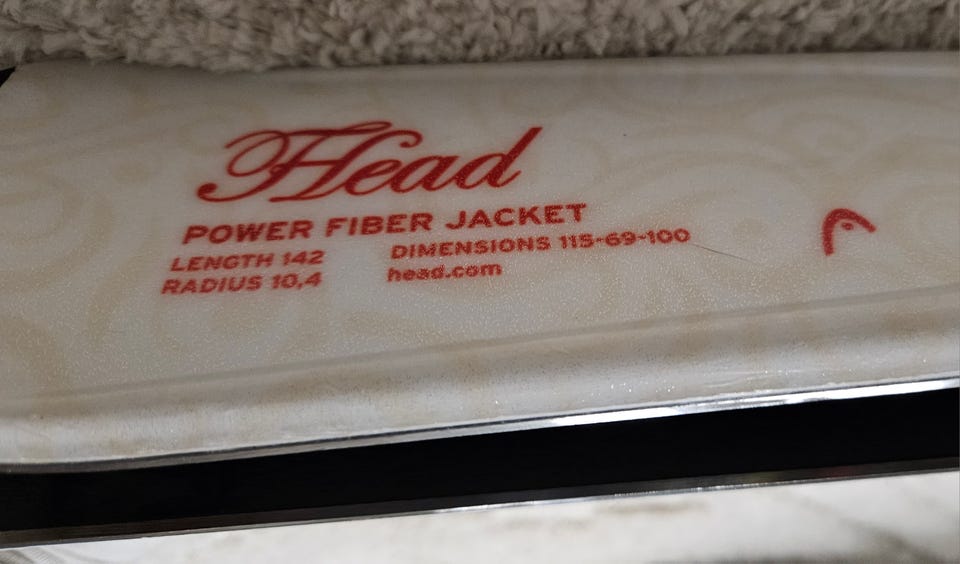 Head
POWER FIBER JACKET
LENGTH 142
RADIUS 10,4
DIMENSIONS 115-69-100
head.com